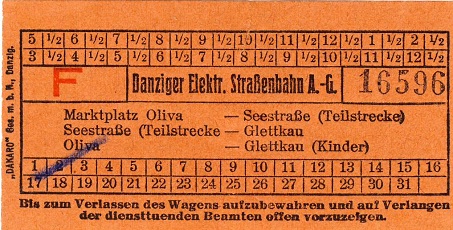 5 ½ 6 ½ 7 ½ 8 ½ 9 ½ 10 ½ 11 ½ 12 ½ 1 ½ 2 ½
3 ½ 4 ½ 5 ½ 6 ½ 7 ½ 8 ½ 9 ½ 10 ½ 11 ½ 12 ½
F Danziger Elektr. Straßenbahn A.-G. 16596
Marktplatz Oliva — Seestraße (Teilstrecke)
Seestraße (Teilstrecke — Glettkau
Oliva — Glettkau (Kinder)
1 2 3 4 5 6 7 8 9 10 11 12 13 14 15 16
17 18 19 20 21 22 23 24 25 26 27 28 29 30 31
Bis zum Verlassen des Wagens aufzubewahren und auf Verlangen
der diensttuenden Beamten offen vorzuzeigen.
„DAKARO“ Ges. m. b. H., Danzig.